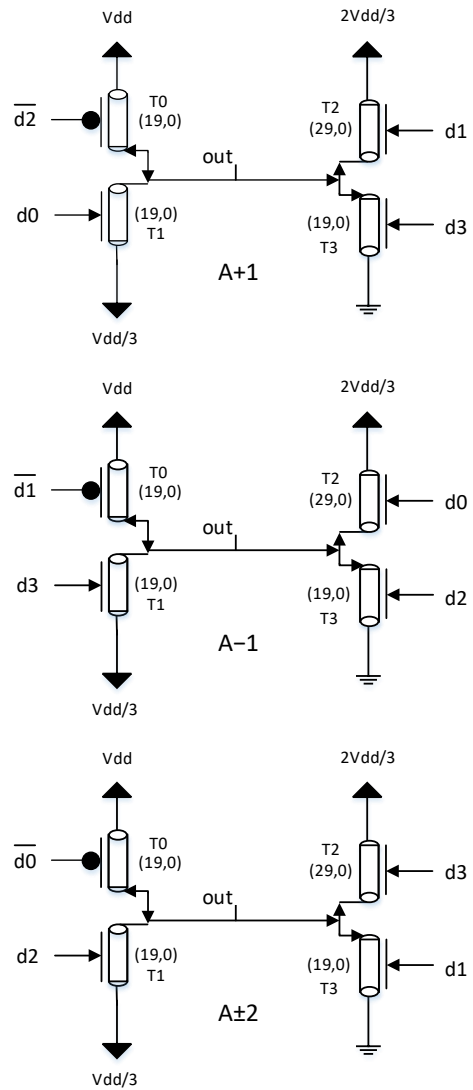 Vdd
2Vdd/3
T0
(19,0)
d̅2̅
T2
(29,0)
d1
out
d0
(19,0)
T1
(19,0)
T3
d3
A+1
Vdd/3
Vdd
2Vdd/3
T0
(19,0)
d̅1̅
T2
(29,0)
d0
out
d3
(19,0)
T1
(19,0)
T3
d2
A−1
Vdd/3
Vdd
2Vdd/3
T0
(19,0)
d̅0̅
T2
(29,0)
d3
out
d2
(19,0)
T1
(19,0)
T3
d1
A±2
Vdd/3